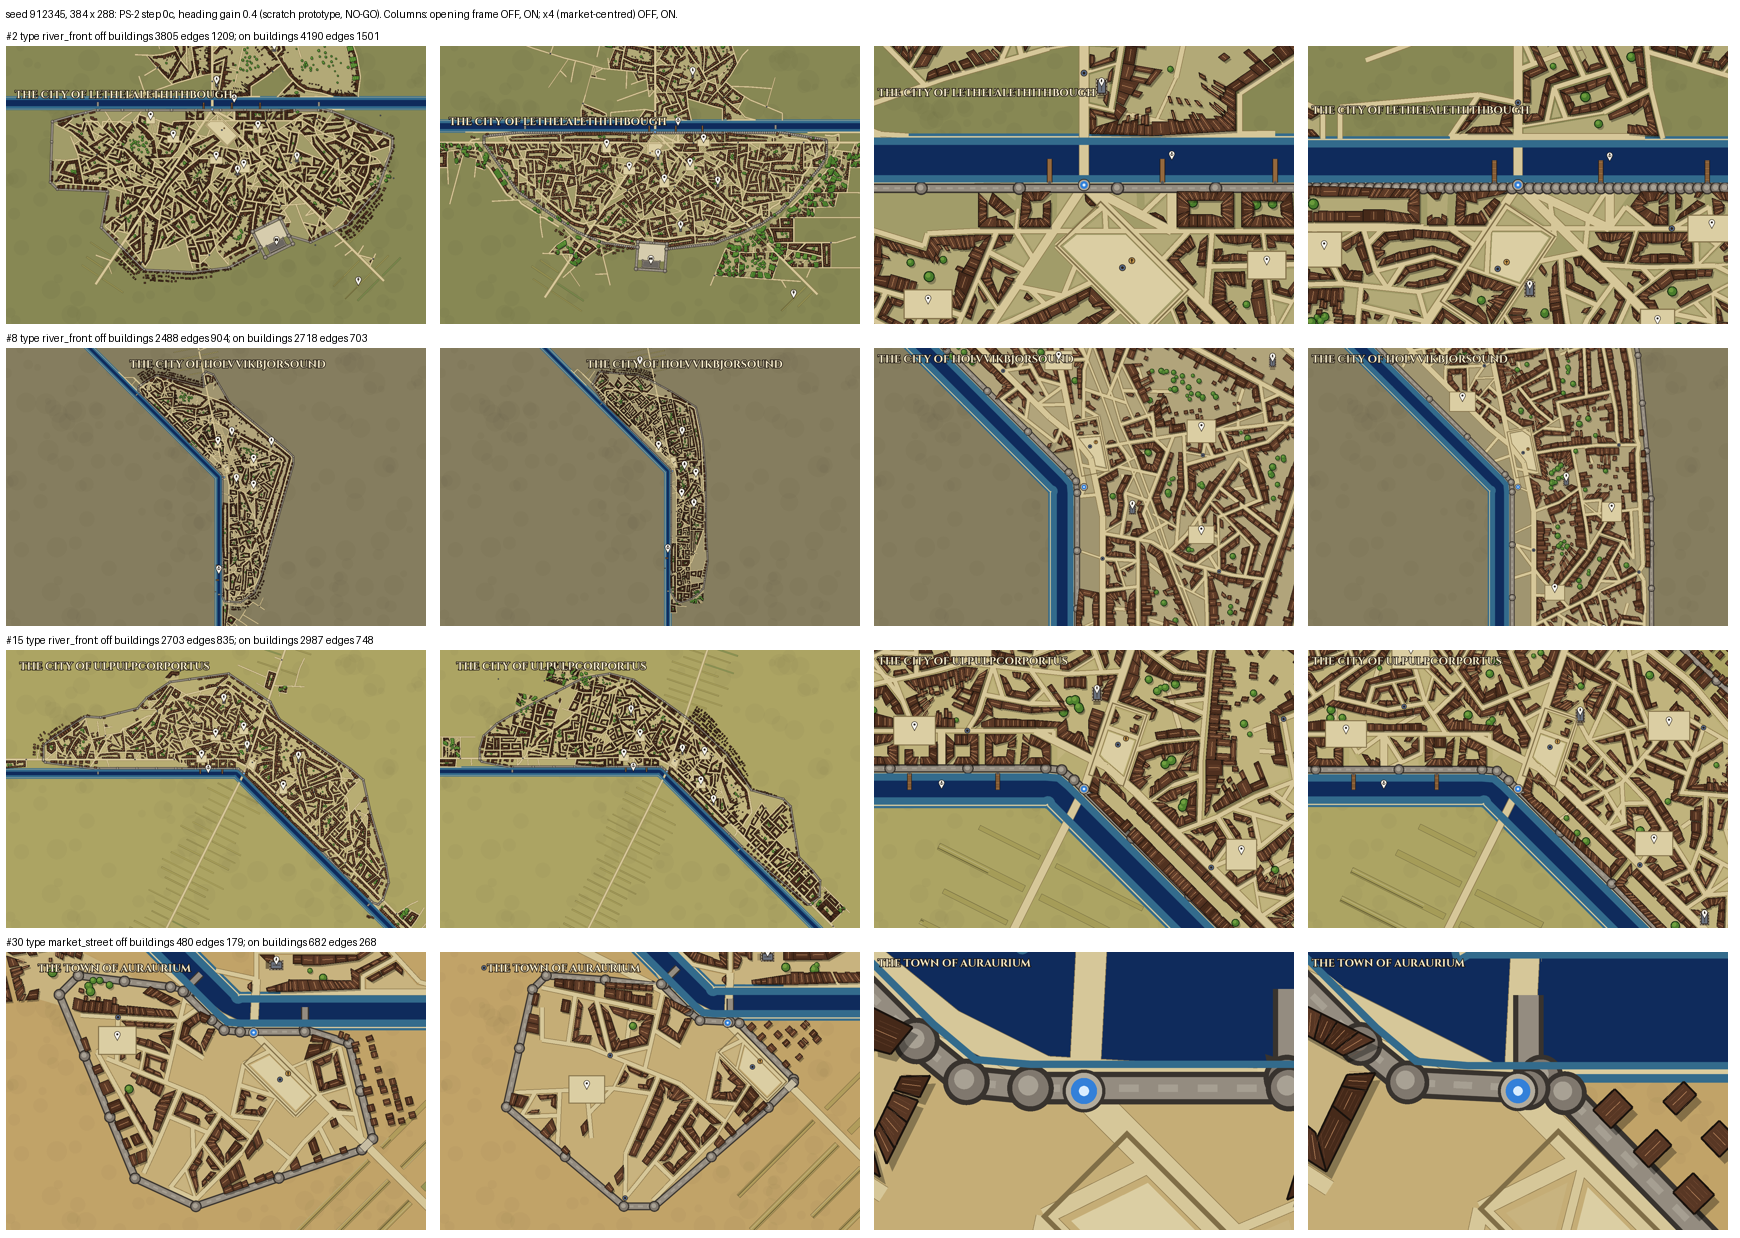 seed 912345, 384 x 288: PS-2 step 0c, heading gain 0.4 (scratch prototype, NO-GO). Columns: opening frame OFF, ON; x4 (market-centred) OFF, ON.
#2 type river_front: off buildings 3805 edges 1209; on buildings 4190 edges 1501
THE CITY OF LETHELALETHITHBOUGH
THE CITY OF LETHELALETHITHBOUGH
THE CITY OF LETHELALETHITHBOUGH
THE CITY OF LETHELALETHITHBOUGH
#8 type river_front: off buildings 2488 edges 904; on buildings 2718 edges 703
THE CITY OF HOLVVIKBJORSOUND
THE CITY OF HOLVVIKBJORSOUND
THE CITY OF HOLVVIKBJORSOUND
THE CITY OF HOLVVIKBJORSOUND
#15 type river_front: off buildings 2703 edges 835; on buildings 2987 edges 748
THE CITY OF ULPULPCORPORTUS
THE CITY OF ULPULPCORPORTUS
THE CITY OF ULPULPCORPORTUS
THE CITY OF ULPULPCORPORTUS
#30 type market_street: off buildings 480 edges 179; on buildings 682 edges 268
THE TOWN OF AURAURIUM
THE TOWN OF AURAURIUM
THE TOWN OF AURAURIUM
THE TOWN OF AURAURIUM